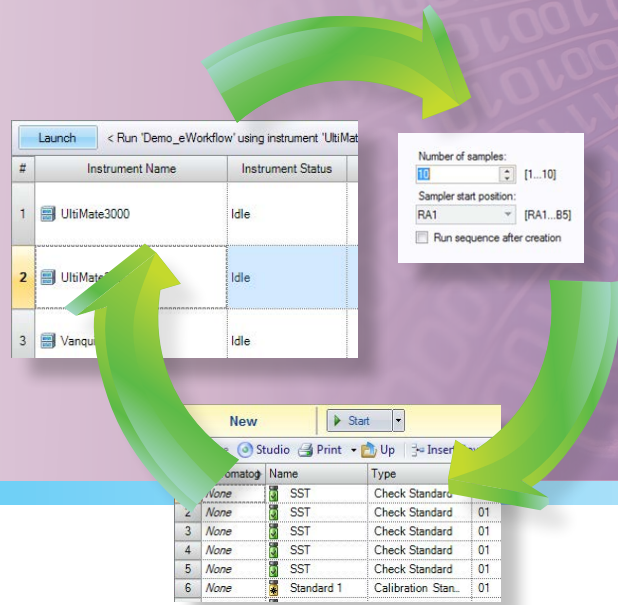 Launch < Run 'Demo_eWorkflow' using instrument 'UltiMat
# Instrument Name Instrument Status
1 UltiMate3000 Idle
2 Idle
3 Idle
Number of samples:
10 [1...10]
Sampler start position:
RA1 [RA1...B5]
Run sequence after creation
New Start
Studio Print Up Insert
Name Type
None SST Check Standard
2 None SST Check Standard 01
3 None SST Check Standard 01
4 None SST Check Standard 01
5 None SST Check Standard 01
6 None Standard 1 Calibration Stan... 01